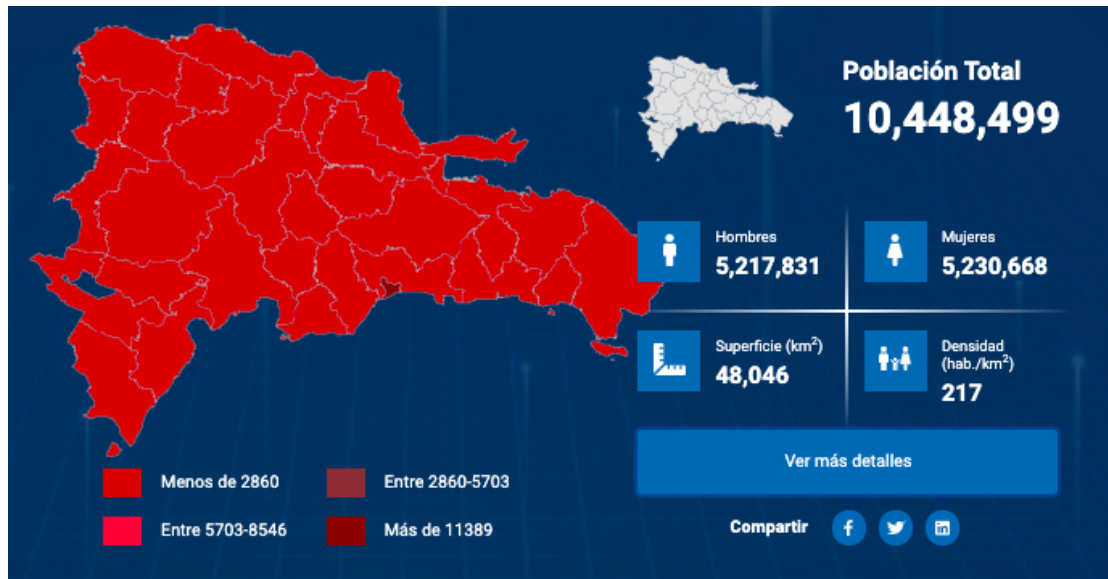 Población Total
10,448,499
Hombres
5,217,831
Mujeres
5,230,668
Superficie (km²)
48,046
Densidad
(hab./km²)
217
Ver más detalles
Menos de 2860
Entre 2860-5703
Entre 5703-8546
Más de 11389
Compartir